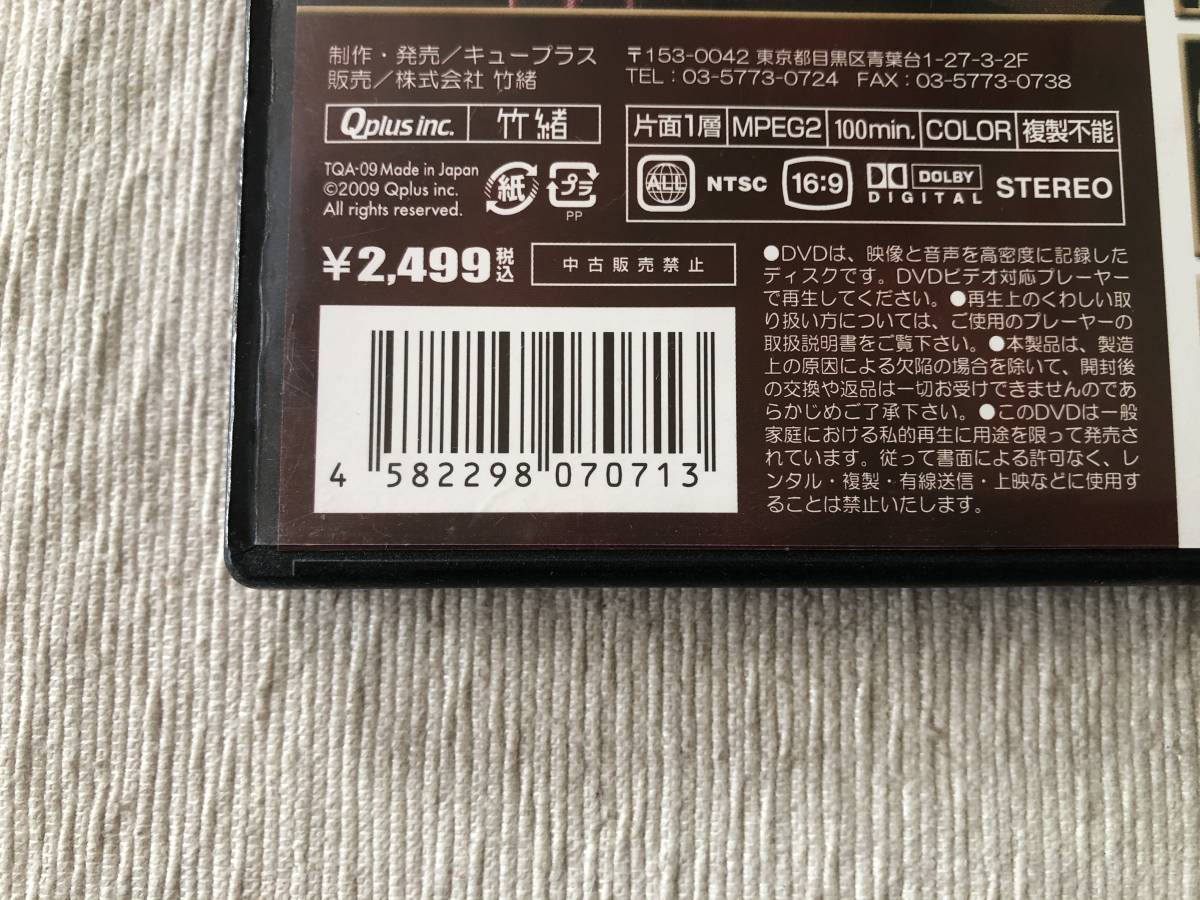 制作・発売／キュープラス
販売／株式会社 竹緒
〒153-0042 東京都目黒区青葉台1-27-3-2F
TEL：03-5773-0724　FAX：03-5773-0738
Qplus inc. 竹緒
片面1層 MPEG2 100min. COLOR 複製不能
TQA-09 Made in Japan
©2009 Qplus inc.
All rights reserved.
紙 プラ
PP
ALL NTSC 16:9 DOLBY DIGITAL STEREO
¥2,499税込
中古販売禁止
●DVDは、映像と音声を高密度に記録した
ディスクです。DVDビデオ対応プレーヤー
で再生してください。●再生上のくわしい取
り扱い方については、ご使用のプレーヤーの
取扱説明書をご覧下さい。●本製品は、製造
上の原因による欠陥の場合を除いて、開封後
の交換や返品は一切お受けできませんのであ
らかじめご了承下さい。●このDVDは一般
家庭における私的再生に用途を限って発売さ
れています。従って書面による許可なく、レ
ンタル・複製・有線送信・上映などに使用す
ることは禁止いたします。
4 582298 070713